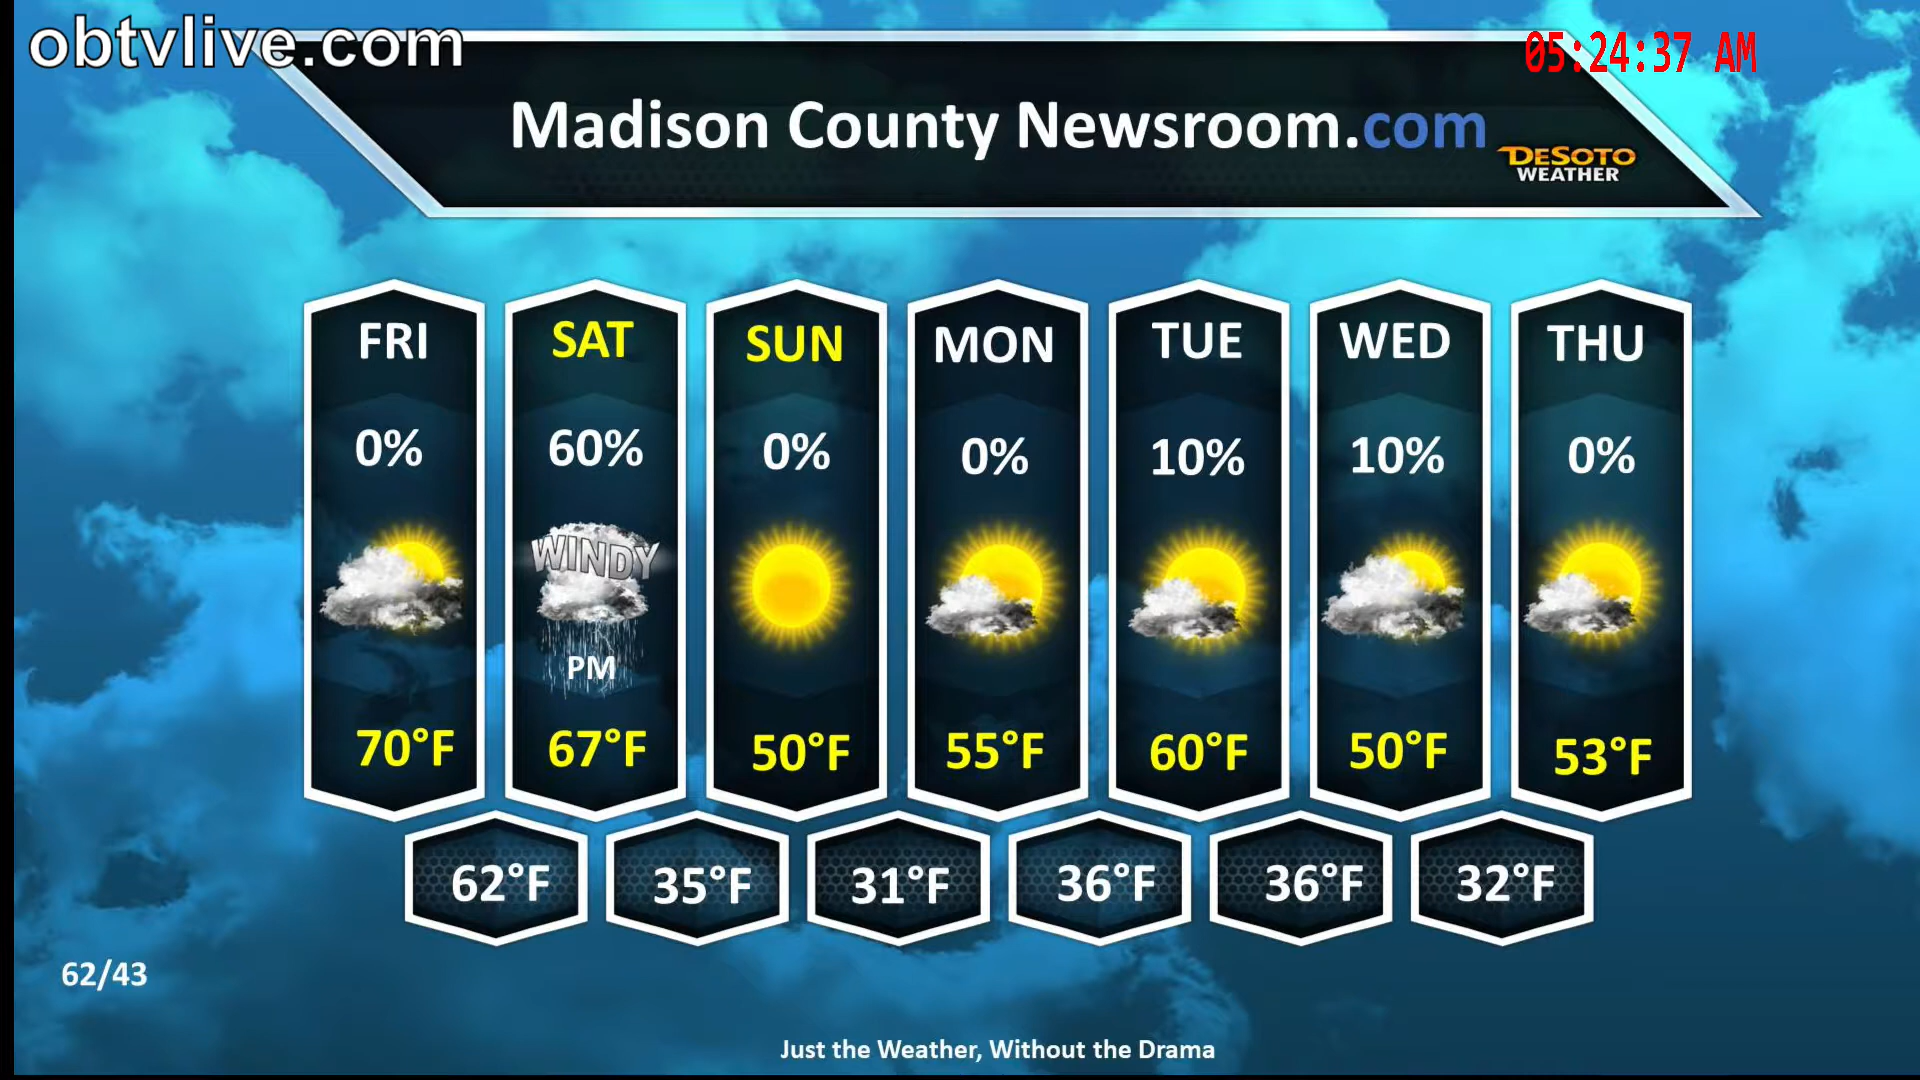 obtvlive.com
05:24:37 AM
Madison County Newsroom.com
DESOTO
WEATHER
FRI SAT SUN MON TUE WED THU
0% 60% 0% 0% 10% 10% 0%
WINDY
PM
70°F 67°F 50°F 55°F 60°F 50°F 53°F
62°F 35°F 31°F 36°F 36°F 32°F
62/43
Just the Weather, Without the Drama